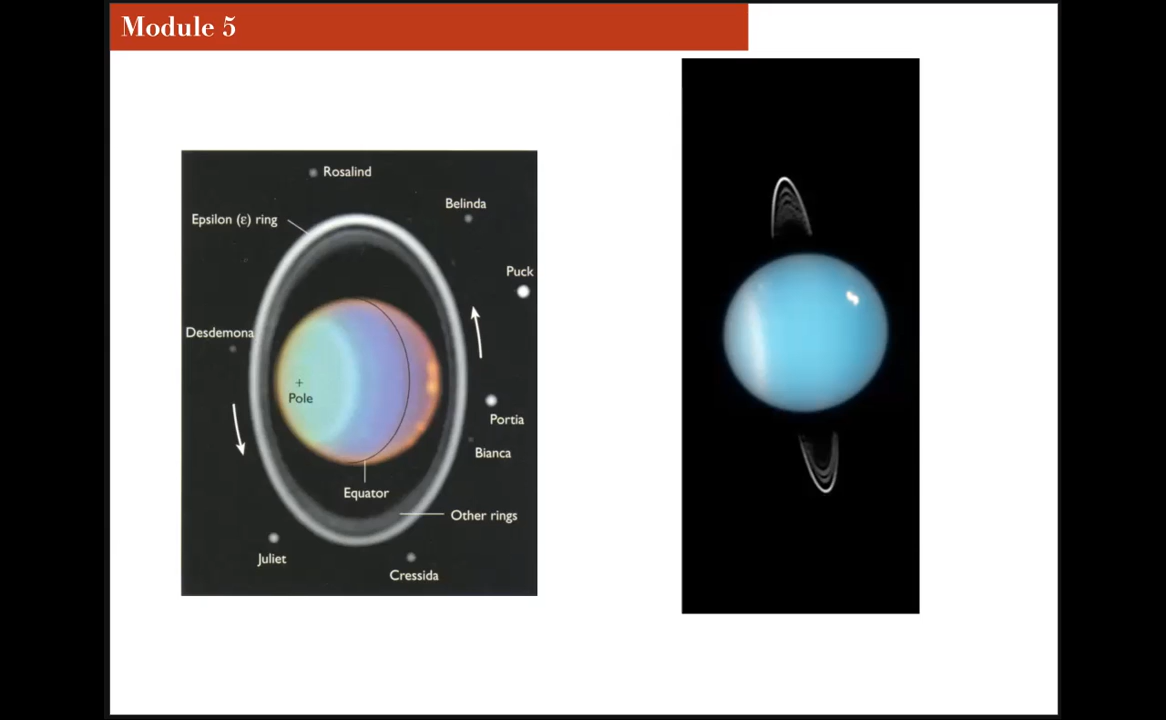 Module 5
Rosalind
Belinda
Epsilon (ε) ring
Puck
Desdemona
+
Pole
Portia
Bianca
Equator
Other rings
Juliet
Cressida